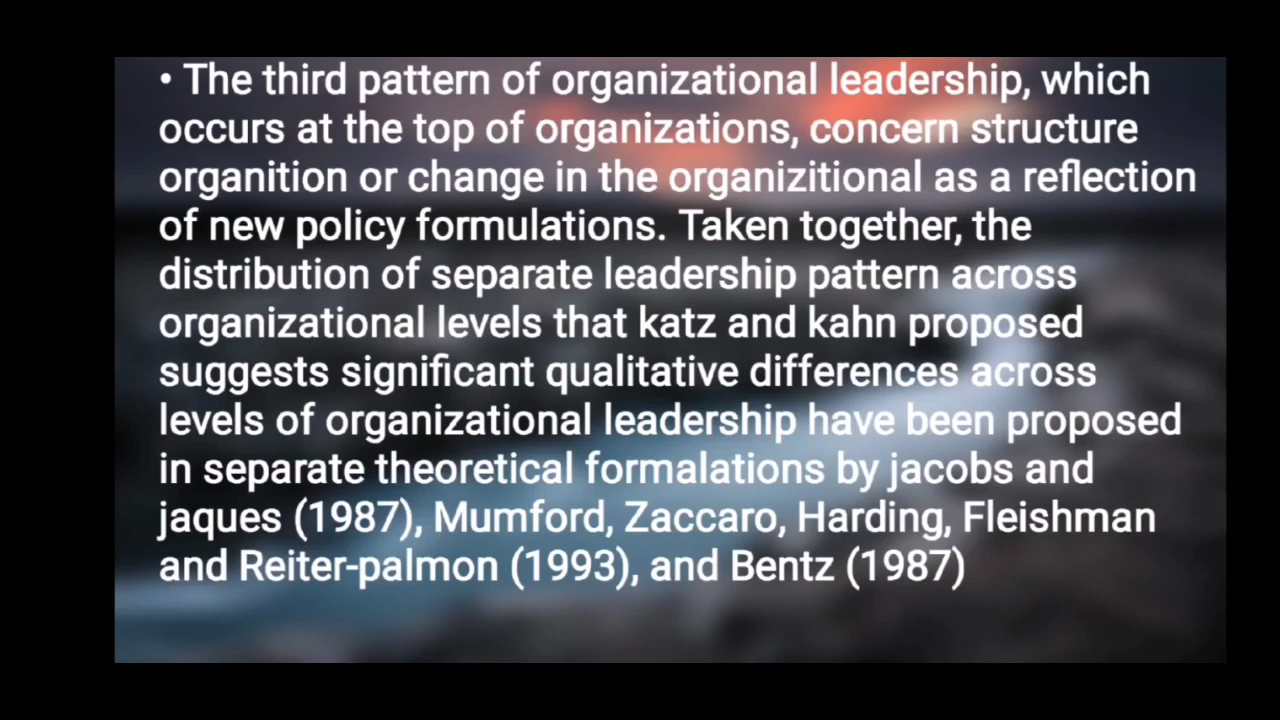 • The third pattern of organizational leadership, which
occurs at the top of organizations, concern structure
organition or change in the organizitional as a reflection
of new policy formulations. Taken together, the
distribution of separate leadership pattern across
organizational levels that katz and kahn proposed
suggests significant qualitative differences across
levels of organizational leadership have been proposed
in separate theoretical formalations by jacobs and
jaques (1987), Mumford, Zaccaro, Harding, Fleishman
and Reiter-palmon (1993), and Bentz (1987)